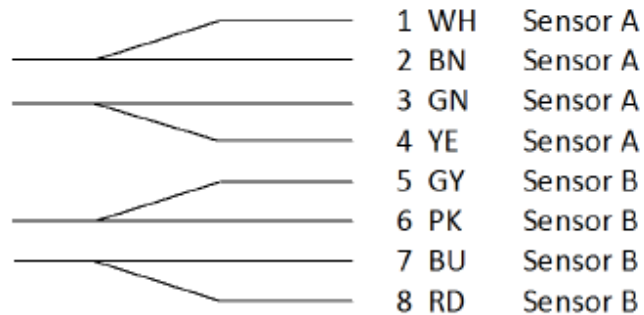 1 WH Sensor A
2 BN Sensor A
3 GN Sensor A
4 YE Sensor A
5 GY Sensor B
6 PK Sensor B
7 BU Sensor B
8 RD Sensor B